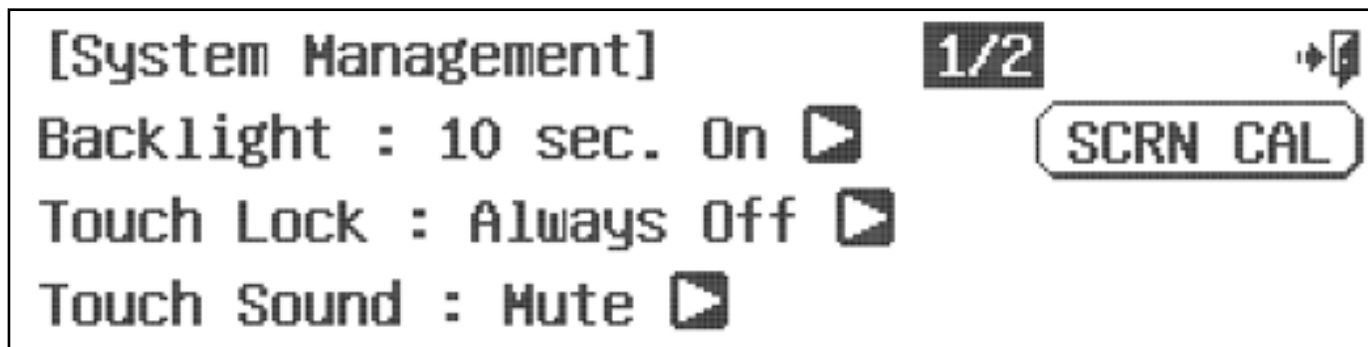 [System Management] 1/2
Backlight : 10 sec. On SCRN CAL
Touch Lock : Always Off
Touch Sound : Mute